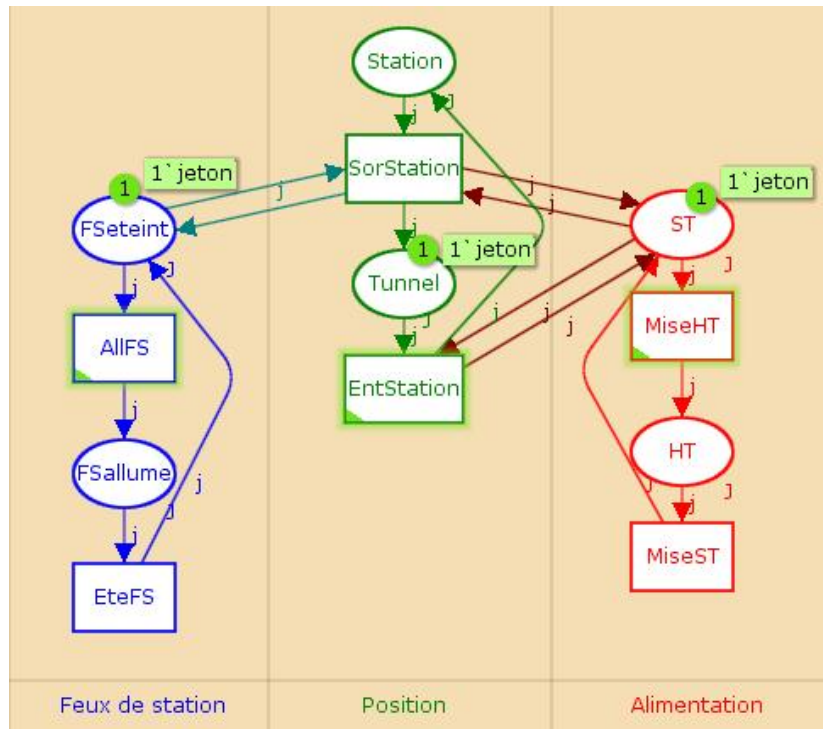 Station
j
j
SorStation
1
1`jeton
j
FSeteint
j
j
1
1`jeton
ST
j
1
1`jeton
Tunnel
j
j
j
j
j
j
j
j
j
AllFS
MiseHT
EntStation
j
j
FSallume
HT
j
j
j
j
j
j
EteFS
MiseST
Feux de station
Position
Alimentation